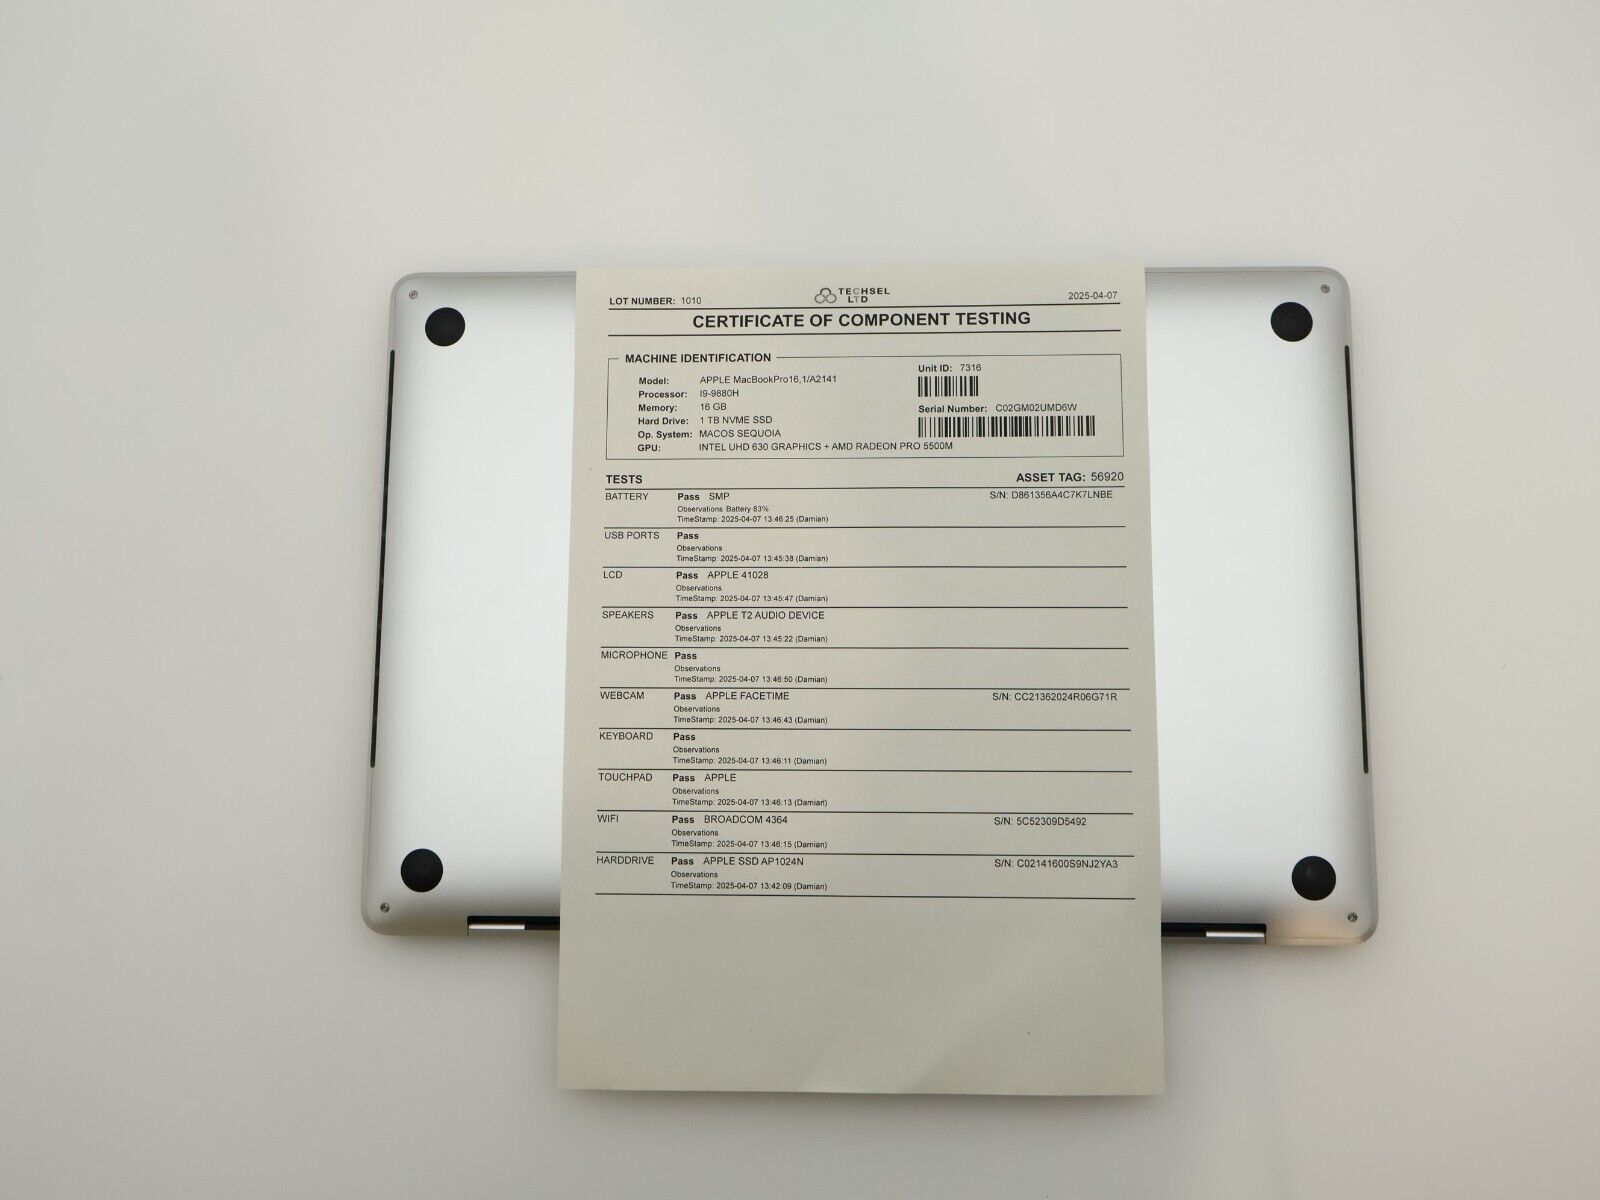 LOT NUMBER: 1010
TECHSEL
LTD
2025-04-07
CERTIFICATE OF COMPONENT TESTING
MACHINE IDENTIFICATION
Model: APPLE MacBookPro16,1/A2141
Processor: I9-9880H
Memory: 16 GB
Hard Drive: 1 TB NVME SSD
Op. System: MACOS SEQUOIA
GPU: INTEL UHD 630 GRAPHICS + AMD RADEON PRO 5500M
Unit ID: 7316
Serial Number: C02GM02UMD6W
TESTS ASSET TAG: 56920
BATTERY Pass SMP S/N: D861356A4C7K7LNBE
Observations Battery 83%
TimeStamp: 2025-04-07 13:46:25 (Damian)
USB PORTS Pass
Observations
TimeStamp: 2025-04-07 13:45:38 (Damian)
LCD Pass APPLE 41028
Observations
TimeStamp: 2025-04-07 13:45:47 (Damian)
SPEAKERS Pass APPLE T2 AUDIO DEVICE
Observations
TimeStamp: 2025-04-07 13:45:22 (Damian)
MICROPHONE Pass
Observations
TimeStamp: 2025-04-07 13:46:50 (Damian)
WEBCAM Pass APPLE FACETIME S/N: CC21362024R06G71R
Observations
TimeStamp: 2025-04-07 13:46:43 (Damian)
KEYBOARD Pass
Observations
TimeStamp: 2025-04-07 13:46:11 (Damian)
TOUCHPAD Pass APPLE
Observations
TimeStamp: 2025-04-07 13:46:13 (Damian)
WIFI Pass BROADCOM 4364 S/N: 5C52309D5492
Observations
TimeStamp: 2025-04-07 13:46:15 (Damian)
HARDDRIVE Pass APPLE SSD AP1024N S/N: C02141600S9NJ2YA3
Observations
TimeStamp: 2025-04-07 13:42:09 (Damian)